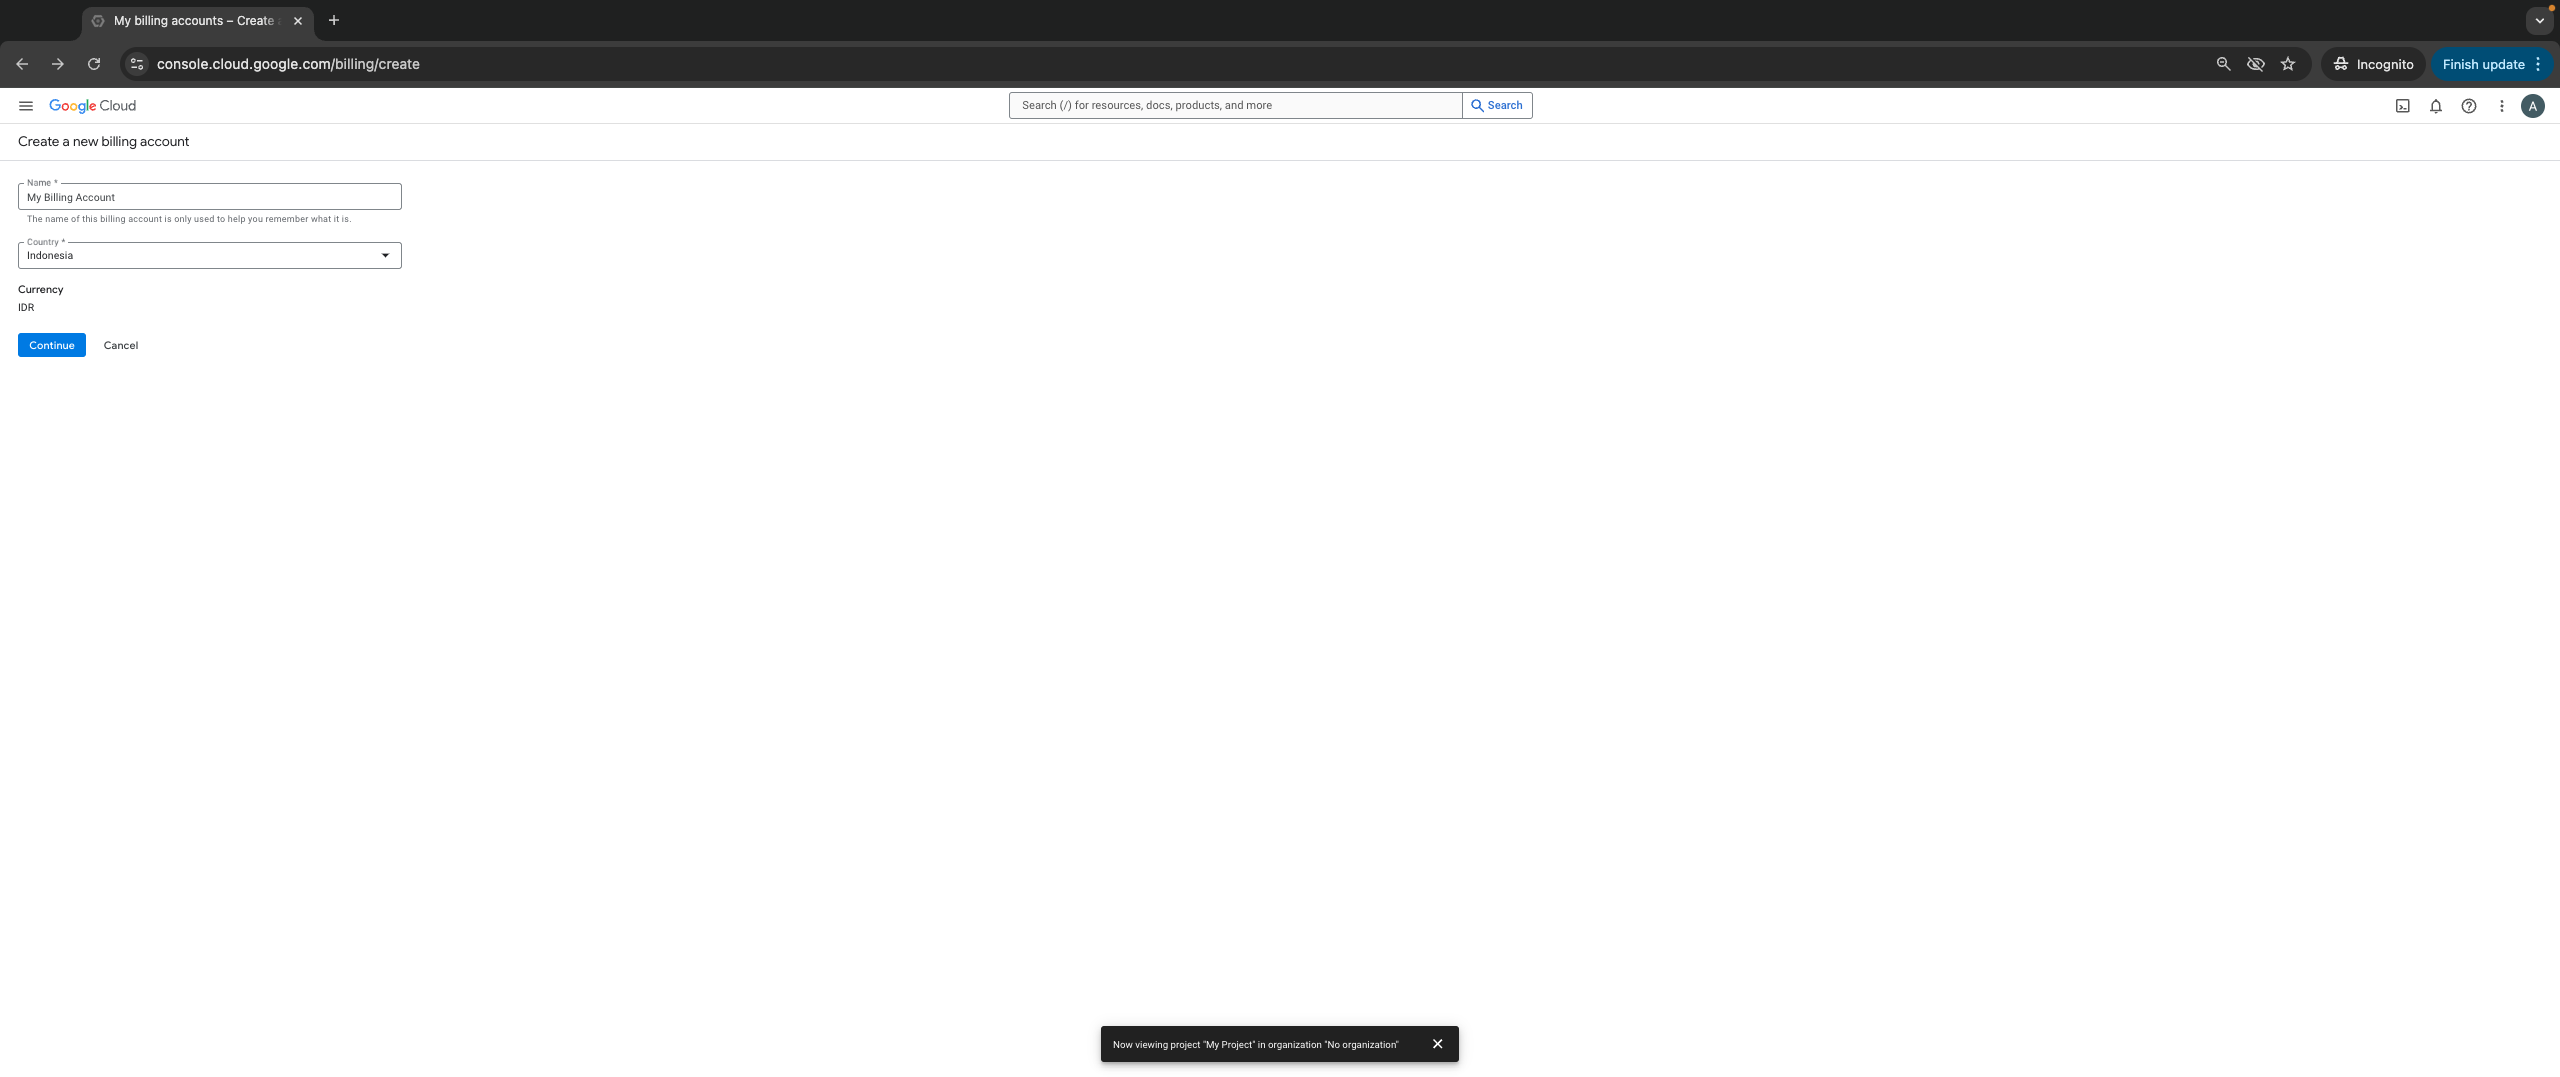 My billing accounts – Create
console.cloud.google.com/billing/create
Incognito
Finish update
Google Cloud
Search (/) for resources, docs, products, and more
Search
A
Create a new billing account
Name *
My Billing Account
The name of this billing account is only used to help you remember what it is.
Country *
Indonesia
Currency
IDR
Continue
Cancel
Now viewing project "My Project" in organization "No organization"